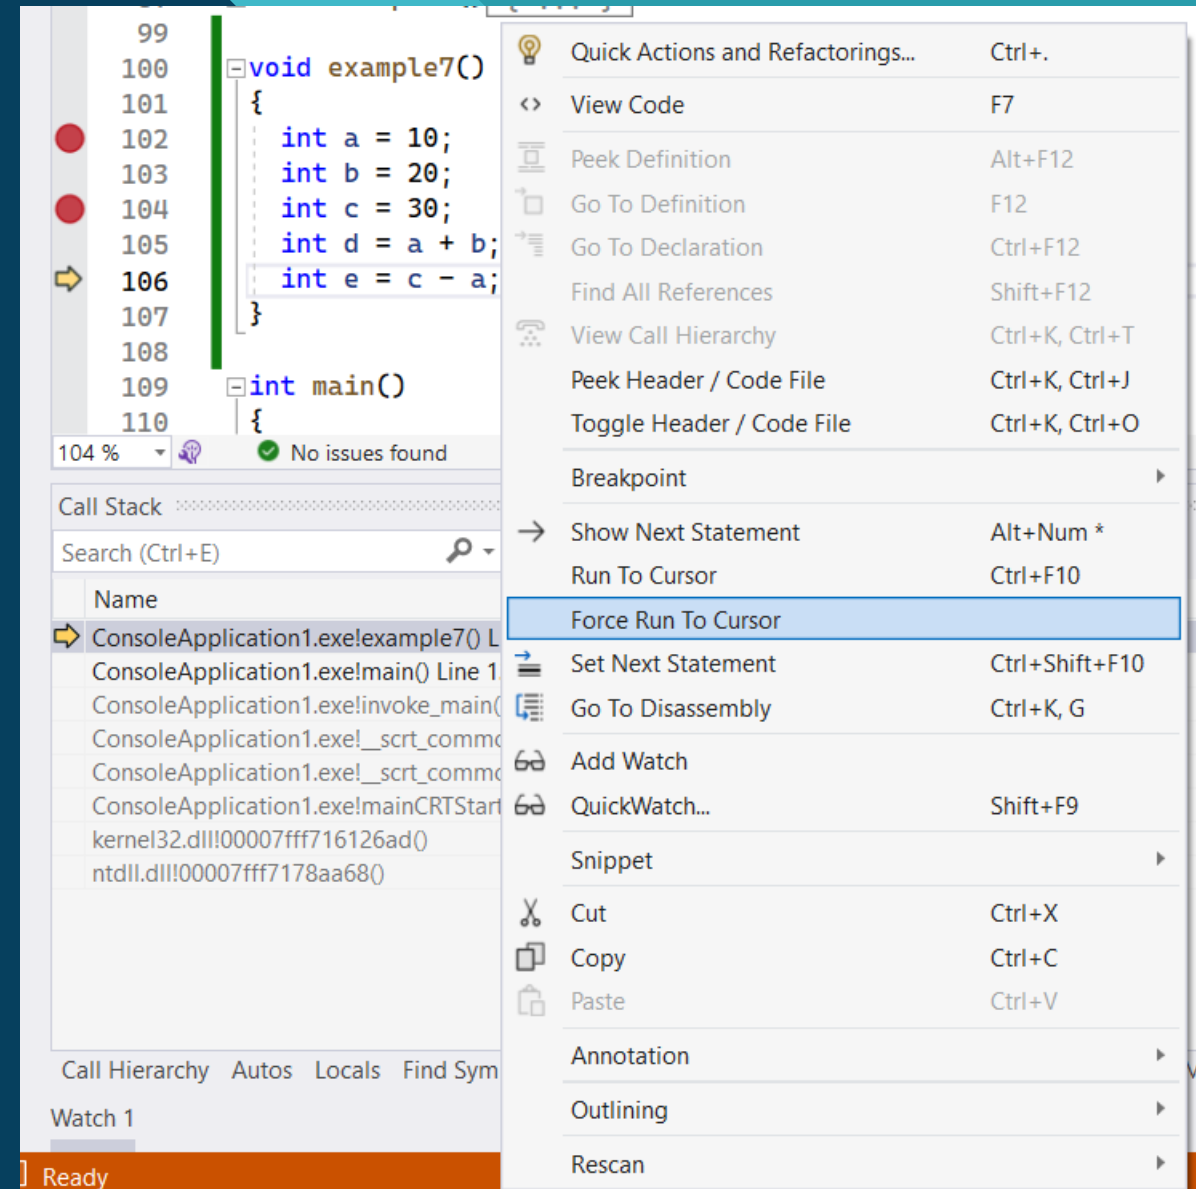 99
100 void example7()
101 {
102 int a = 10;
103 int b = 20;
104 int c = 30;
105 int d = a + b;
106 int e = c - a;
107 }
108
109 int main()
110 {
104 % No issues found
Call Stack
Search (Ctrl+E)
Name
ConsoleApplication1.exe!example7() L
ConsoleApplication1.exe!main() Line 1
ConsoleApplication1.exe!invoke_main(
ConsoleApplication1.exe!__scrt_commo
ConsoleApplication1.exe!__scrt_commo
ConsoleApplication1.exe!mainCRTStart
kernel32.dll!00007fff716126ad()
ntdll.dll!00007fff7178aa68()
Call Hierarchy Autos Locals Find Sym
Watch 1
Ready
Quick Actions and Refactorings... Ctrl+.
View Code F7
Peek Definition Alt+F12
Go To Definition F12
Go To Declaration Ctrl+F12
Find All References Shift+F12
View Call Hierarchy Ctrl+K, Ctrl+T
Peek Header / Code File Ctrl+K, Ctrl+J
Toggle Header / Code File Ctrl+K, Ctrl+O
Breakpoint
Show Next Statement Alt+Num *
Run To Cursor Ctrl+F10
Force Run To Cursor
Set Next Statement Ctrl+Shift+F10
Go To Disassembly Ctrl+K, G
Add Watch
QuickWatch... Shift+F9
Snippet
Cut Ctrl+X
Copy Ctrl+C
Paste Ctrl+V
Annotation
Outlining
Rescan